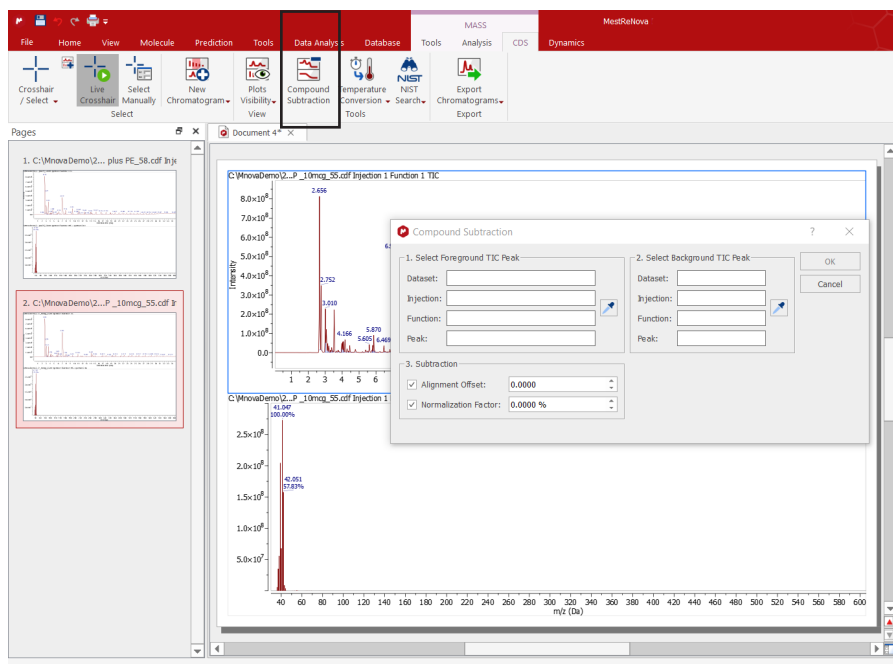 MASS
MestReNova
File Home View Molecule Prediction Tools Data Analysis Database Tools Analysis CDS Dynamics
Crosshair / Select
Live Crosshair
Select Manually
New Chromatogram
Plots Visibility
Compound Subtraction
Temperature Conversion
NIST
NIST Search
Export Chromatograms
Select View Tools Export
Pages
Document 4*
1. C:\MnovaDemo\2... plus PE_58.cdf Inje
2. C:\MnovaDemo\2...P _10mcg_55.cdf Ir
C:\MnovaDemo\2...P _10mcg_55.cdf Injection 1 Function 1 TIC
2.656
8.0×10⁸
7.0×10⁸
6.0×10⁸
5.0×10⁸
4.0×10⁸
3.0×10⁸
2.0×10⁸
1.0×10⁸
0.0
Intensity
2.752
3.010
4.166
5.605
5.870
6.469
1 2 3 4 5 6
Compound Subtraction
? ×
1. Select Foreground TIC Peak
Dataset:
Injection:
Function:
Peak:
2. Select Background TIC Peak
Dataset:
Injection:
Function:
Peak:
OK
Cancel
3. Subtraction
Alignment Offset: 0.0000
Normalization Factor: 0.0000 %
C:\MnovaDemo\2...P _10mcg_55.cdf Injection 1
41.047
100.00%
42.051
57.83%
2.5×10⁸
2.0×10⁸
1.5×10⁸
1.0×10⁸
5.0×10⁷
40 60 80 100 120 140 160 180 200 220 240 260 280 300 320 340 360 380 400 420 440 460 480 500 520 540 560 580 600
m/z (Da)